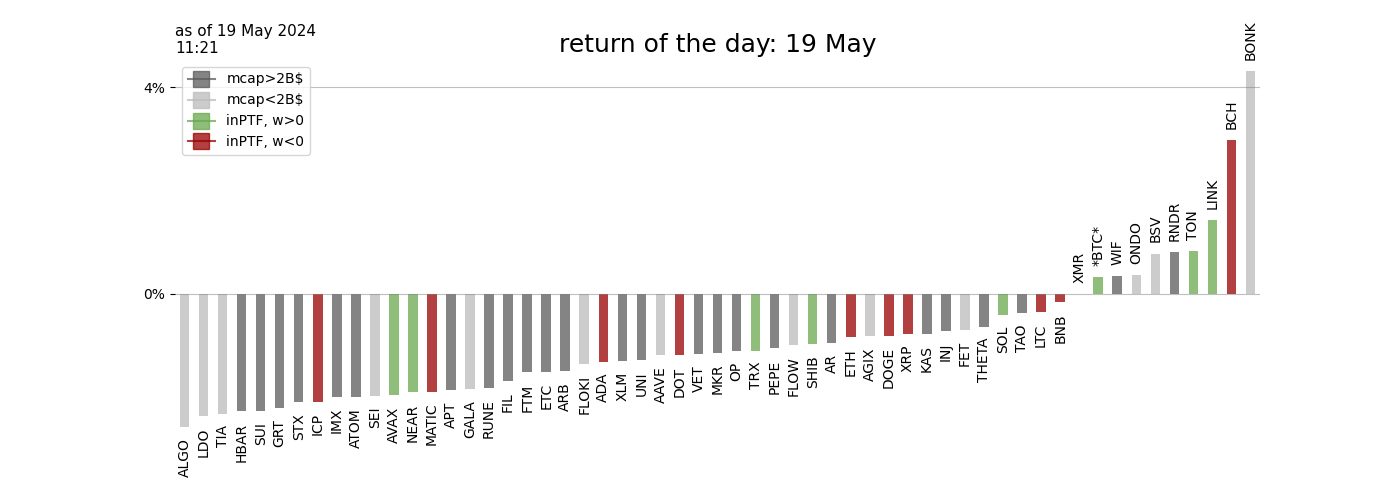 as of 19 May 2024
11:21
return of the day: 19 May
mcap>2B$
mcap<2B$
inPTF, w>0
inPTF, w<0
4%
0%
ALGO
LDO
TIA
HBAR
SUI
GRT
STX
ICP
IMX
ATOM
SEI
AVAX
NEAR
MATIC
APT
GALA
RUNE
FIL
FTM
ETC
ARB
FLOKI
ADA
XLM
UNI
AAVE
DOT
VET
MKR
OP
TRX
PEPE
FLOW
SHIB
AR
ETH
AGIX
DOGE
XRP
KAS
INJ
FET
THETA
SOL
TAO
LTC
BNB
XMR
*BTC*
WIF
ONDO
BSV
RNDR
TON
LINK
BCH
BONK